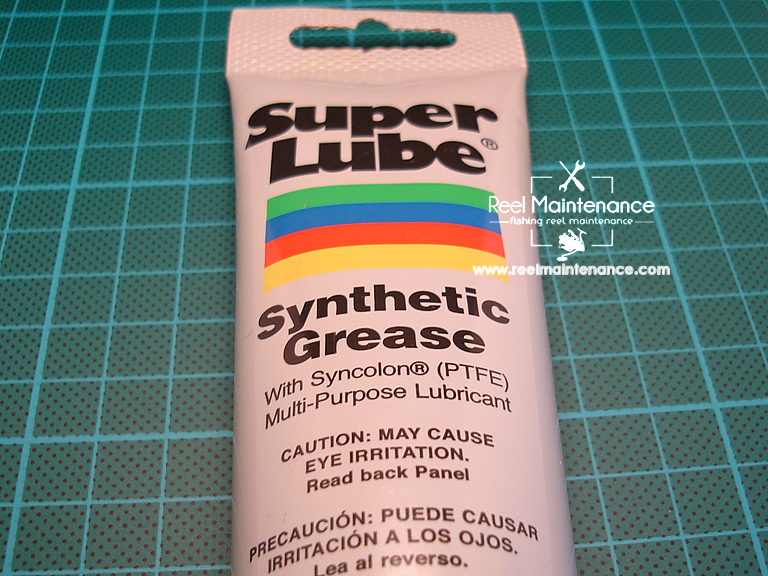 Super
Lube®
Synthetic
Grease
With Syncolon® (PTFE)
Multi-Purpose Lubricant
CAUTION: MAY CAUSE
EYE IRRITATION.
Read back Panel
PRECAUCIÓN: PUEDE CAUSAR
IRRITACIÓN A LOS OJOS.
Lea al reverso.
Reel Maintenance
fishing reel maintenance
www.reelmaintenance.com